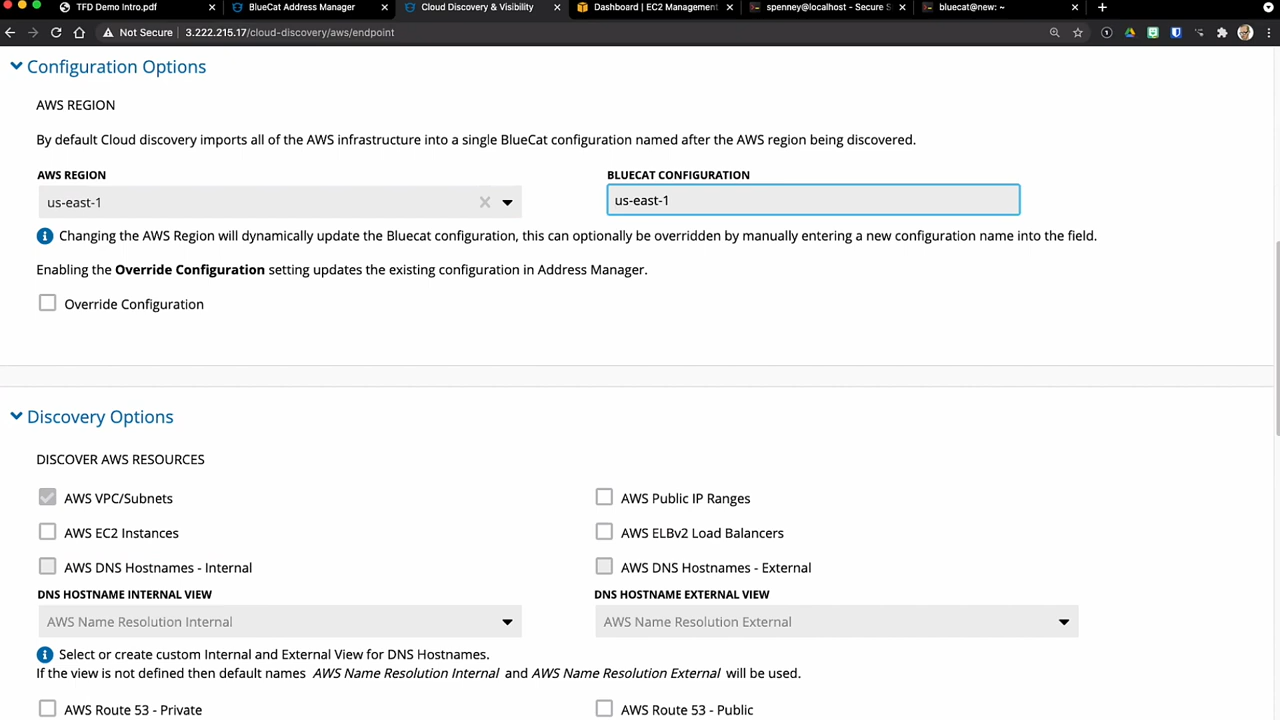 TFD Demo Intro.pdf
BlueCat Address Manager
Cloud Discovery & Visibility
Dashboard | EC2 Management
spenney@localhost - Secure S
bluecat@new: ~
Not Secure | 3.222.215.17/cloud-discovery/aws/endpoint
Configuration Options
AWS REGION
By default Cloud discovery imports all of the AWS infrastructure into a single BlueCat configuration named after the AWS region being discovered.
AWS REGION
BLUECAT CONFIGURATION
us-east-1
us-east-1
Changing the AWS Region will dynamically update the Bluecat configuration, this can optionally be overridden by manually entering a new configuration name into the field.
Enabling the Override Configuration setting updates the existing configuration in Address Manager.
Override Configuration
Discovery Options
DISCOVER AWS RESOURCES
AWS VPC/Subnets
AWS Public IP Ranges
AWS EC2 Instances
AWS ELBv2 Load Balancers
AWS DNS Hostnames - Internal
AWS DNS Hostnames - External
DNS HOSTNAME INTERNAL VIEW
DNS HOSTNAME EXTERNAL VIEW
AWS Name Resolution Internal
AWS Name Resolution External
Select or create custom Internal and External View for DNS Hostnames.
If the view is not defined then default names AWS Name Resolution Internal and AWS Name Resolution External will be used.
AWS Route 53 - Private
AWS Route 53 - Public